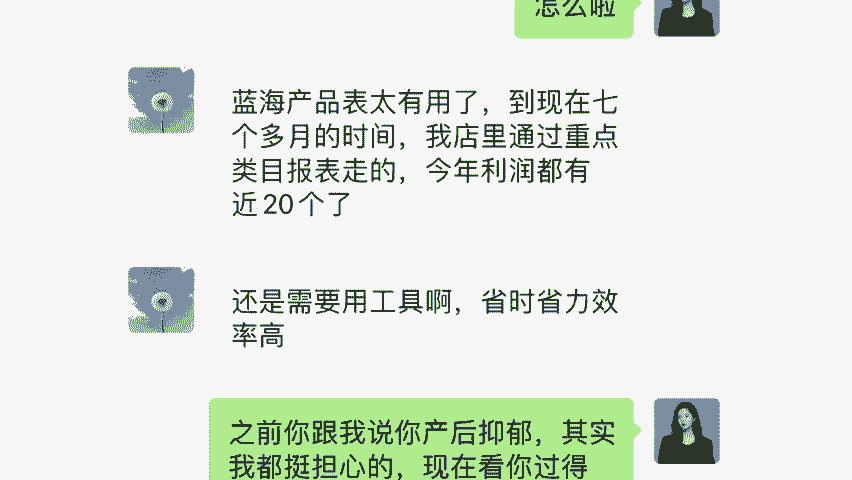 怎么啦
蓝海产品表太有用了，到现在七
个多月的时间，我店里通过重点
类目报表走的，今年利润都有
近20个了
还是需要用工具啊，省时省力效
率高
之前你跟我说你产后抑郁，其实
我都挺担心的，现在看你过得